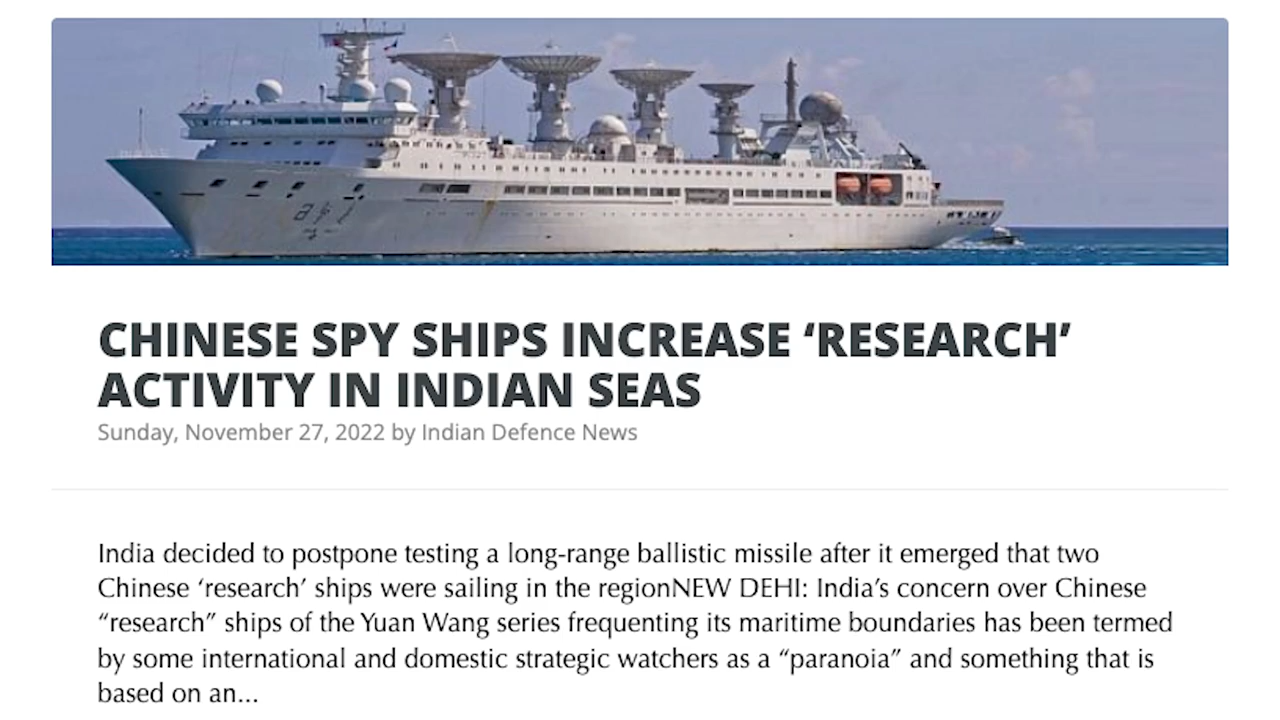 CHINESE SPY SHIPS INCREASE ‘RESEARCH’
ACTIVITY IN INDIAN SEAS
Sunday, November 27, 2022 by Indian Defence News
India decided to postpone testing a long-range ballistic missile after it emerged that two
Chinese ‘research’ ships were sailing in the regionNEW DEHI: India’s concern over Chinese
“research” ships of the Yuan Wang series frequenting its maritime boundaries has been termed
by some international and domestic strategic watchers as a “paranoia” and something that is
based on an...